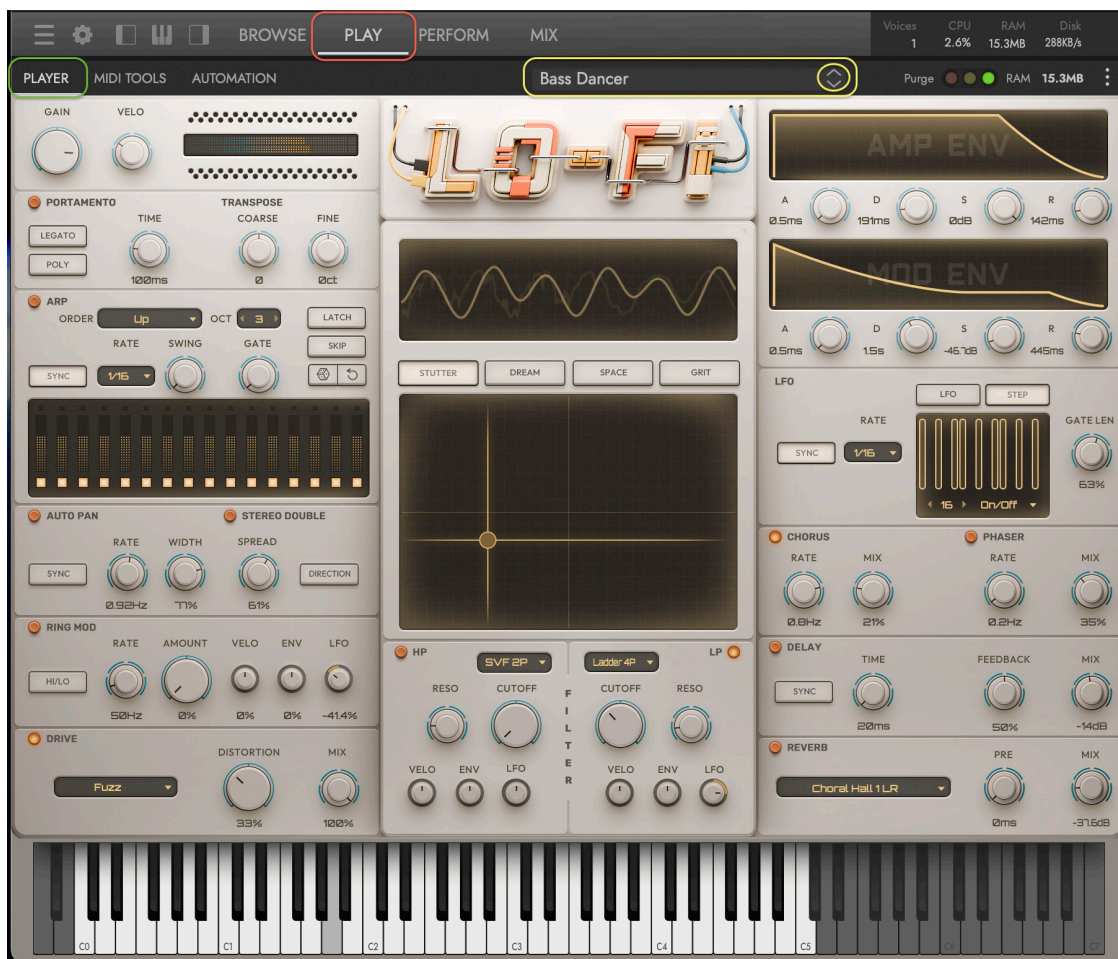 Voices CPU RAM Disk
BROWSE PLAY PERFORM MIX
1 2.6% 15.3MB 288KB/s
PLAYER MIDI TOOLS AUTOMATION Bass Dancer Purge RAM 15.3MB
GAIN VELO
LO-FI
AMP ENV
A D S R
0.5ms 191ms 0dB 142ms
PORTAMENTO TRANSPOSE
TIME COARSE FINE
LEGATO
POLY
100ms 0 0ct
MOD ENV
A D S R
0.5ms 1.5s -46.7dB 445ms
ARP
ORDER Up OCT 3 LATCH
RATE SWING GATE SKIP
SYNC 1/16
STUTTER DREAM SPACE GRIT
LFO
LFO STEP
RATE GATE LEN
SYNC 1/16
63%
16 On/Off
AUTO PAN STEREO DOUBLE
RATE WIDTH SPREAD
SYNC DIRECTION
0.92Hz 77% 61%
CHORUS PHASER
RATE MIX RATE MIX
0.8Hz 21% 0.2Hz 35%
RING MOD
RATE AMOUNT VELO ENV LFO
HI/LO
50Hz 0% 0% 0% -41.4%
HP SVF 2P Ladder 4P LP
RESO CUTOFF CUTOFF RESO
FILTER
VELO ENV LFO VELO ENV LFO
DELAY
TIME FEEDBACK MIX
SYNC
20ms 50% -14dB
DRIVE
DISTORTION MIX
Fuzz
33% 100%
REVERB
PRE MIX
Choral Hall 1 LR
0ms -37.6dB
C0 C1 C2 C3 C4 C5 C6 C7